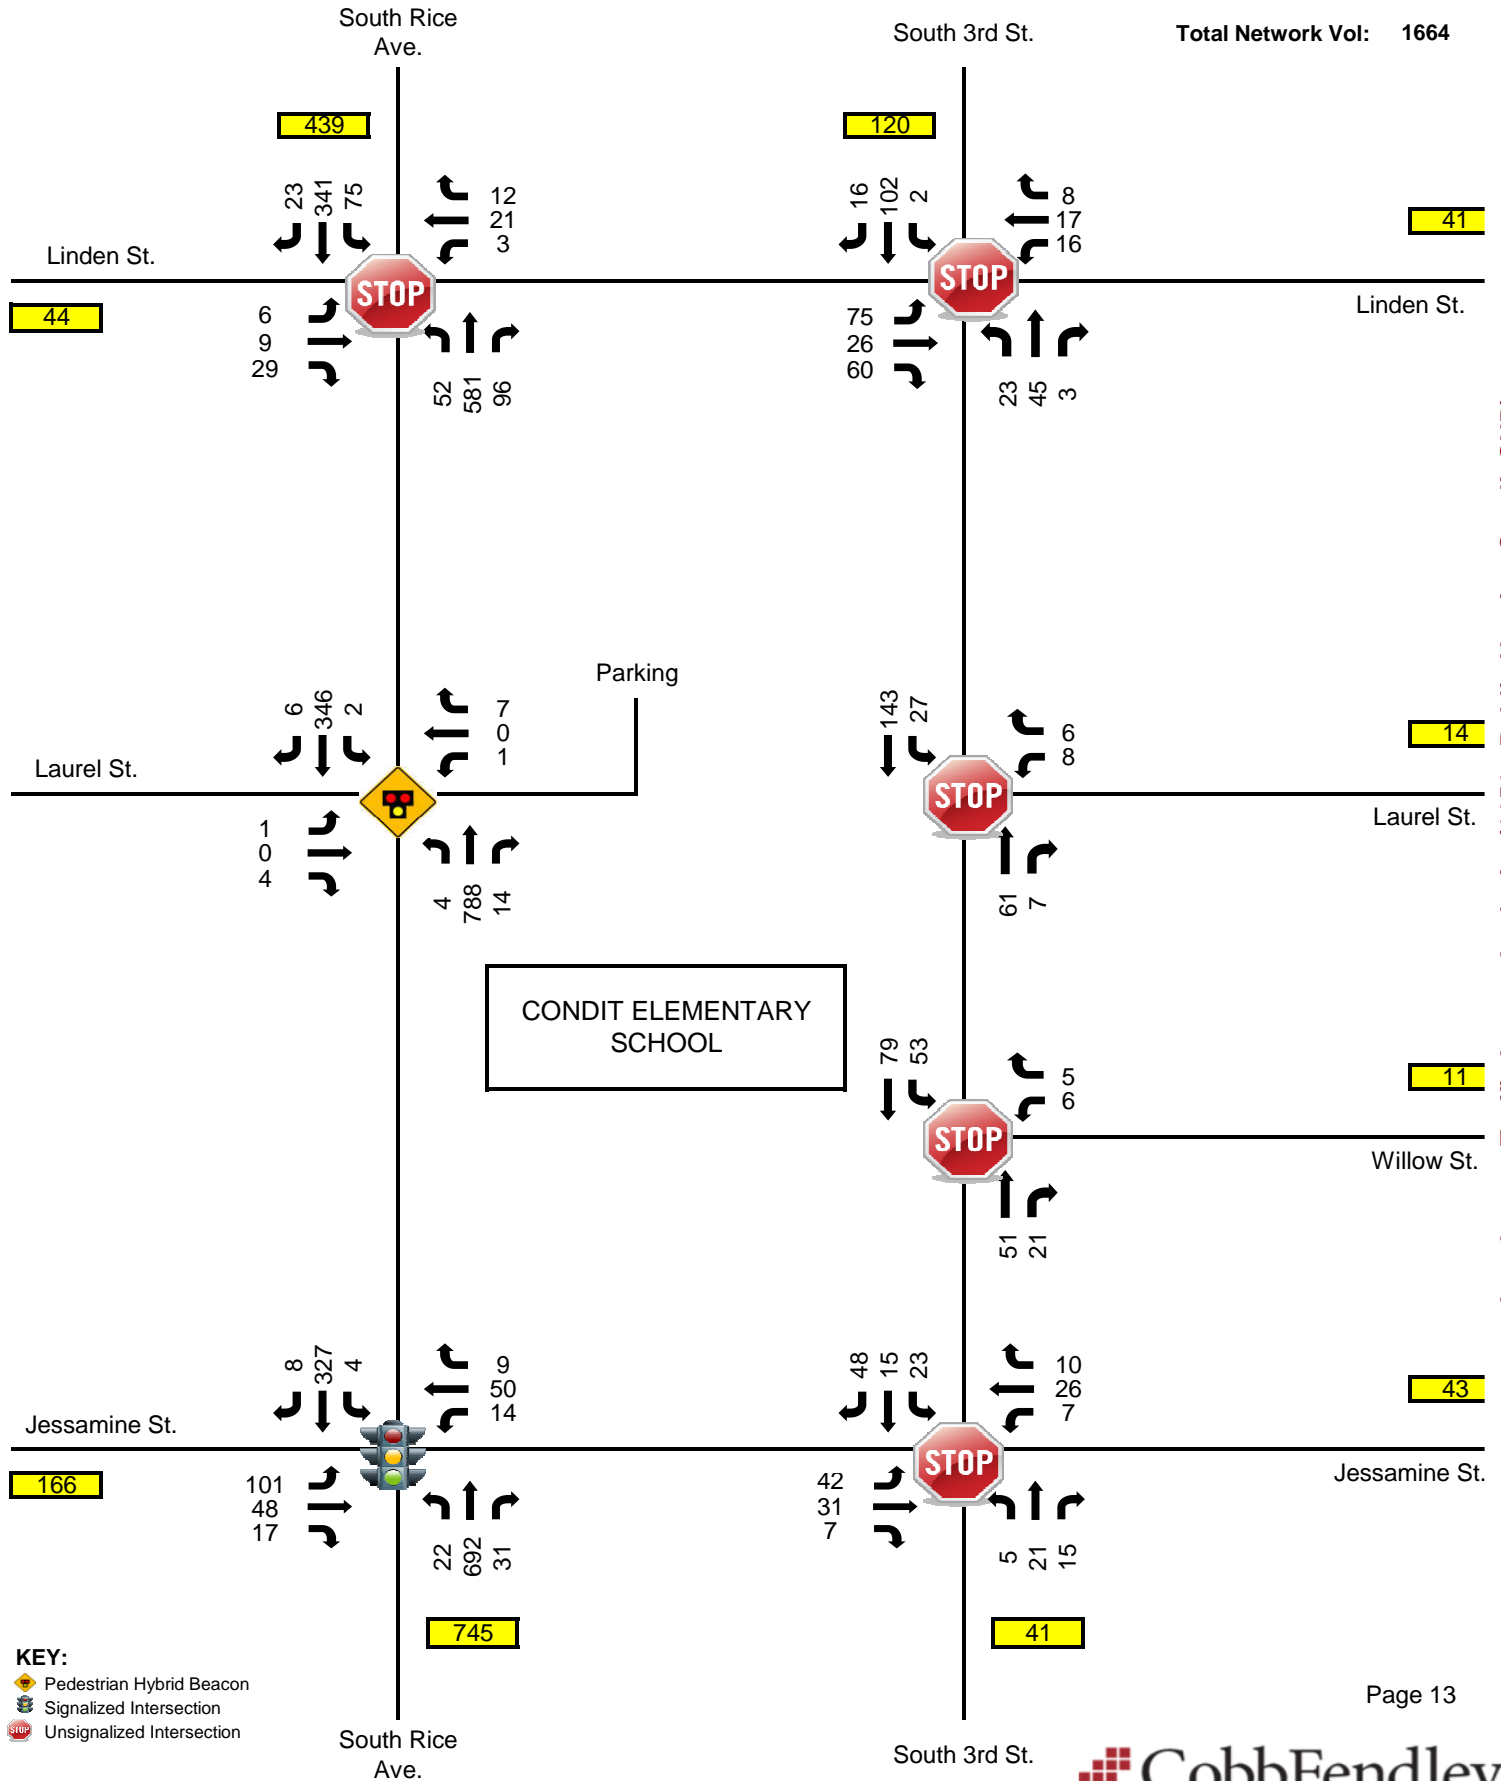 South Rice
Ave.
South 3rd St.
Total Network Vol: 1664
439
120
23 341 75
12
21
3
16 102 2
8
17
16
41
Linden St.
STOP
STOP
Linden St.
44
6
9
29
52 581 96
75
26
60
23 45 3
Parking
6 346 2
7
0
1
143 27
6
8
14
Laurel St.
STOP
Laurel St.
1
0
4
4 788 14
61 7
CONDIT ELEMENTARY
SCHOOL
79 53
5
6
11
STOP
Willow St.
51 21
8 327 4
9
50
14
48 15 23
10
26
7
43
Jessamine St.
STOP
Jessamine St.
166
101
48
17
22 692 31
42
31
7
5 21 15
745
41
KEY:
Pedestrian Hybrid Beacon
Signalized Intersection
STOP Unsignalized Intersection
Page 13
South Rice
Ave.
South 3rd St.
CobbFendley